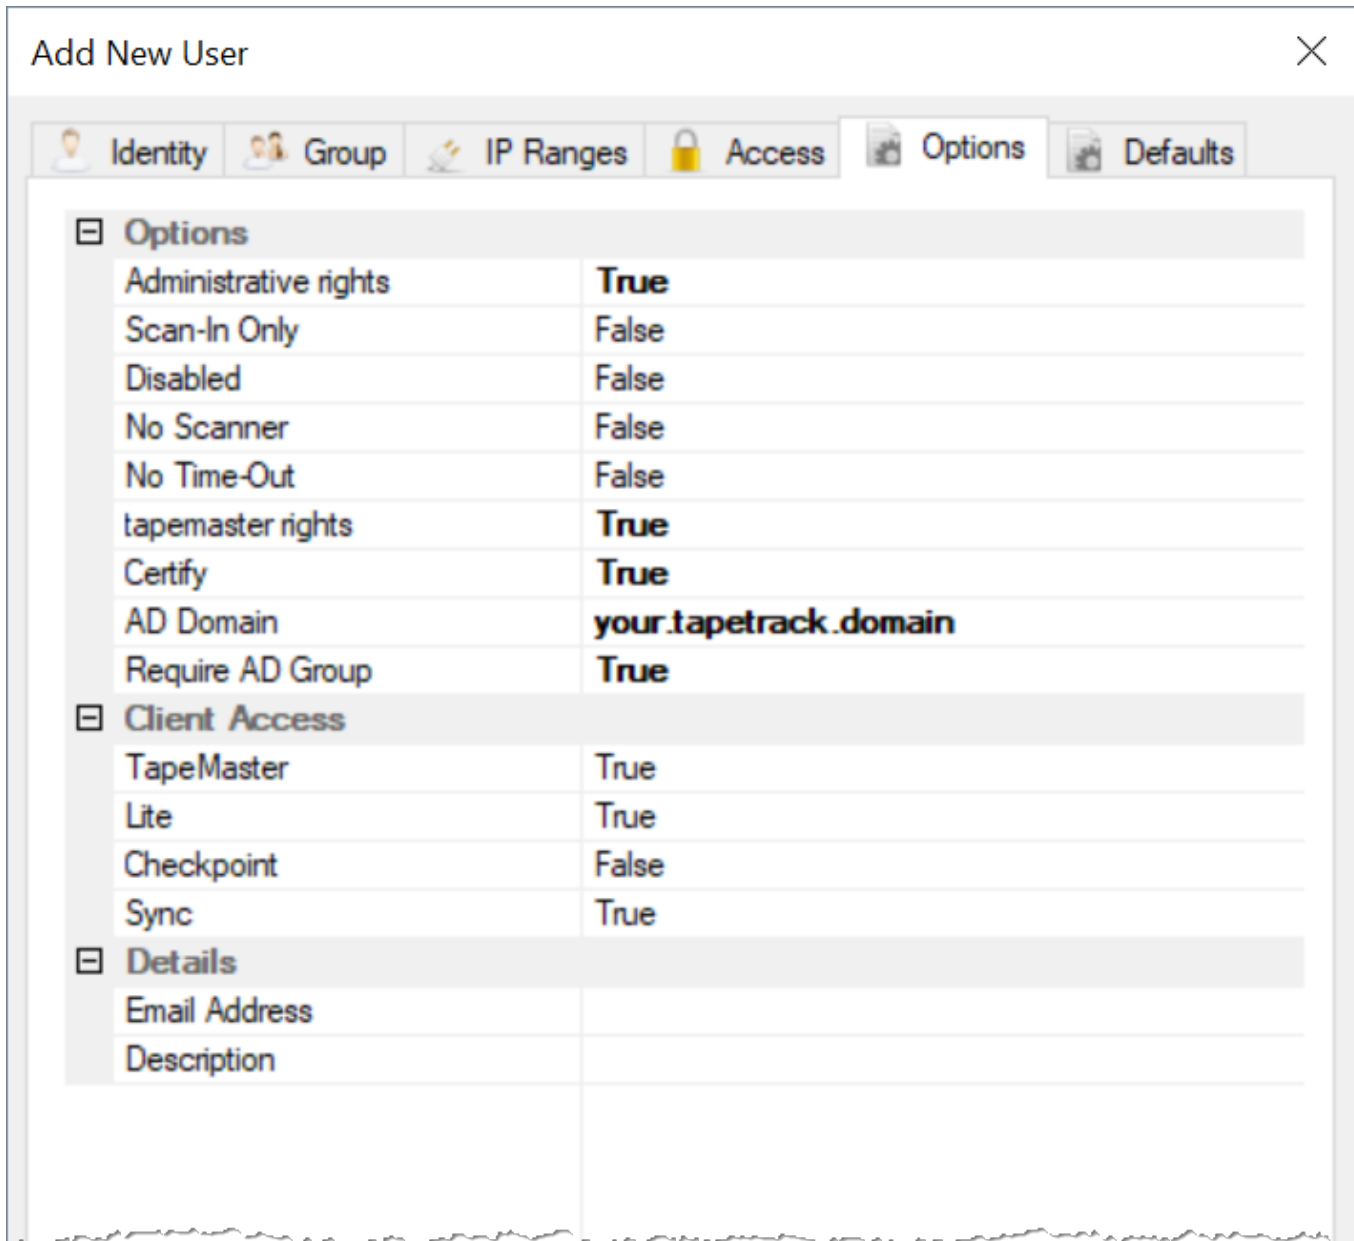 Add New User
Identity Group IP Ranges Access Options Defaults
Options
Administrative rights True
Scan-In Only False
Disabled False
No Scanner False
No Time-Out False
tapemaster rights True
Certify True
AD Domain your.tapetrack.domain
Require AD Group True
Client Access
TapeMaster True
Lite True
Checkpoint False
Sync True
Details
Email Address
Description